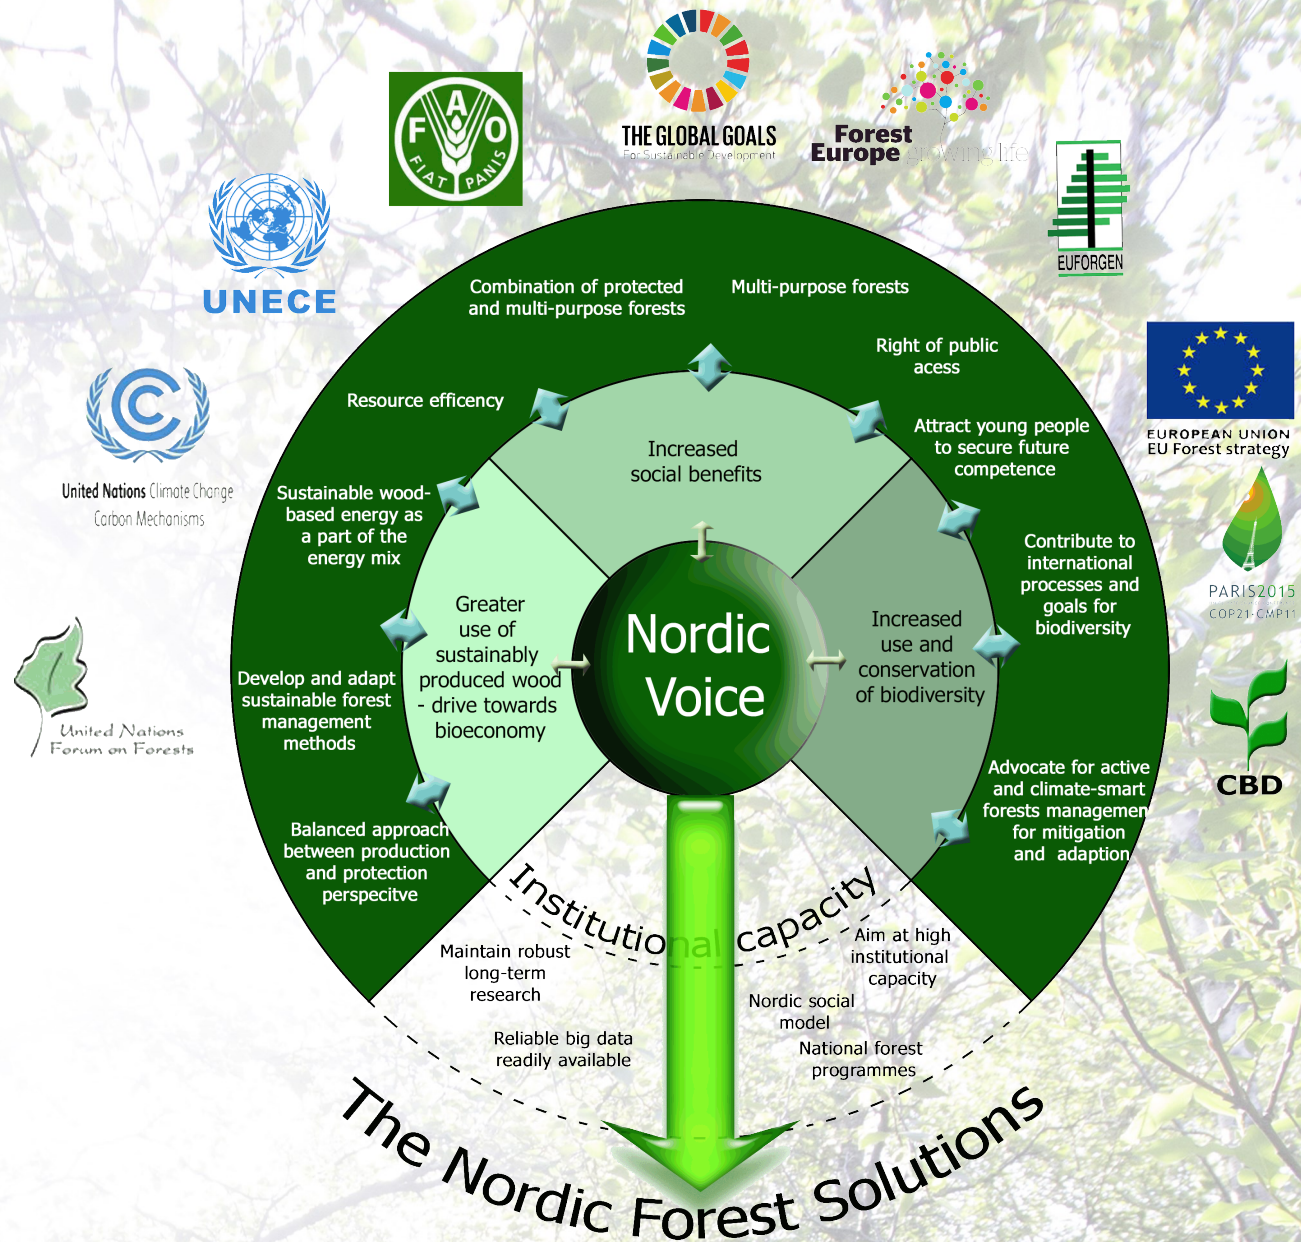 THE GLOBAL GOALS
For Sustainable Development
Forest
Europe growing life
F A O
FIAT PANIS
EUFORGEN
UNECE
Combination of protected
and multi-purpose forests
Multi-purpose forests
Right of public
acess
Resource efficency
Attract young people
to secure future
competence
EUROPEAN UNION
EU Forest strategy
Increased
social benefits
United Nations Climate Change
Carbon Mechanisms
Sustainable wood-
based energy as
a part of the
energy mix
Contribute to
international
processes and
goals for
biodiversity
PARIS2015
COP21·CMP11
Greater
use of
sustainably
produced wood
- drive towards
bioeconomy
Nordic
Voice
Increased
use and
conservation
of biodiversity
Develop and adapt
sustainable forest
management
methods
United Nations
Forum on Forests
CBD
Advocate for active
and climate-smart
forests managemen
for mitigation
and adaption
Balanced approach
between production
and protection
perspecitve
Institutional capacity
Maintain robust
long-term
research
Aim at high
institutional
capacity
Nordic social
model
Reliable big data
readily available
National forest
programmes
The Nordic Forest Solutions